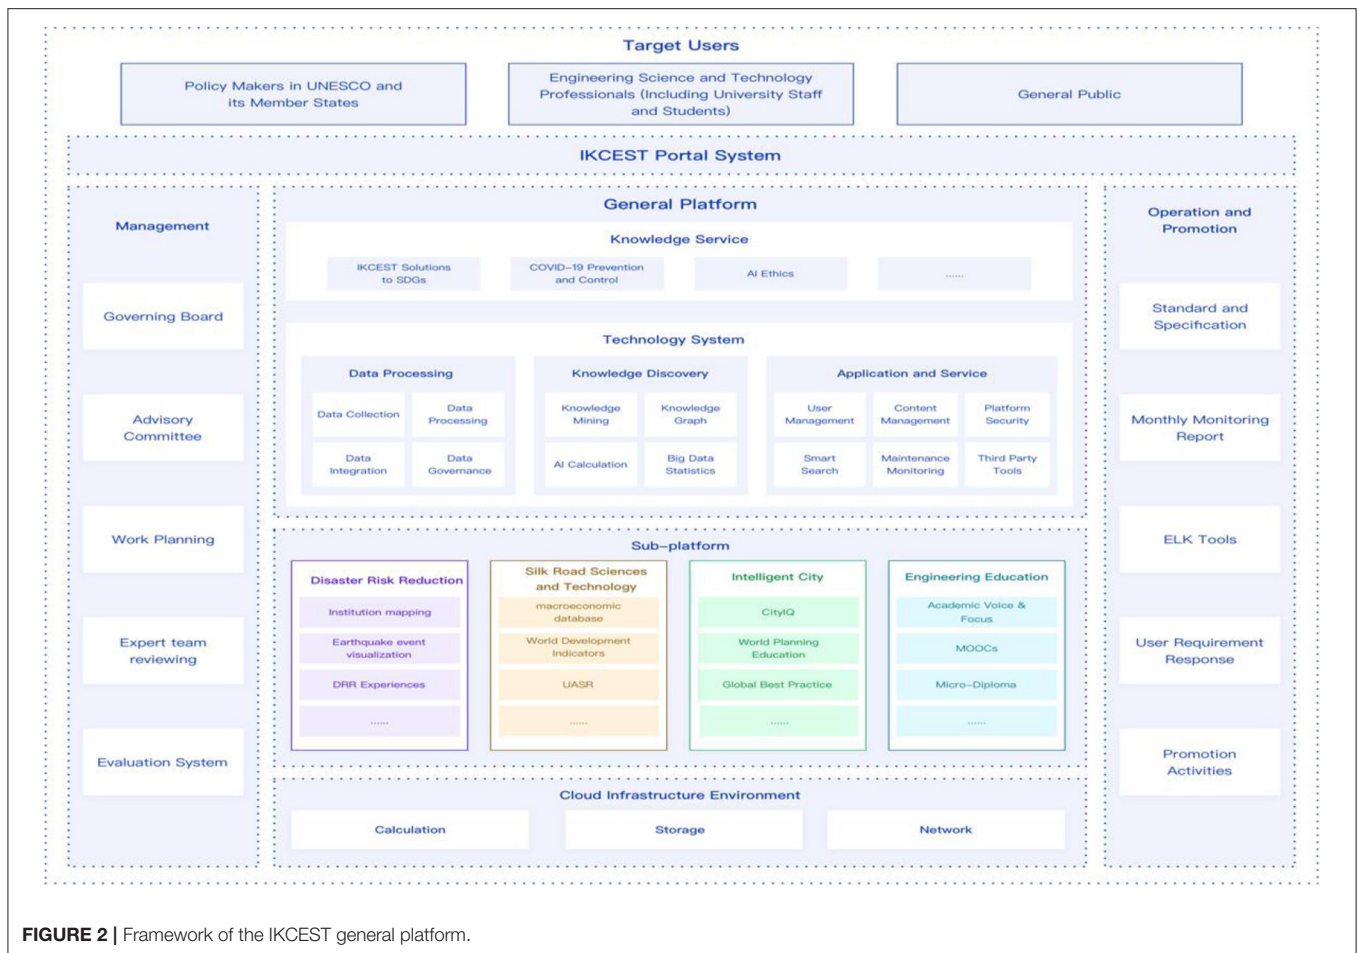 Target Users
Policy Makers in UNESCO and
its Member States
Engineering Science and Technology
Professionals (Including University Staff
and Students)
General Public
IKCEST Portal System
Management
Governing Board
Advisory
Committee
Work Planning
Expert team
reviewing
Evaluation System
General Platform
Knowledge Service
IKCEST Solutions
to SDGs
COVID-19 Prevention
and Control
AI Ethics
......
Technology System
Data Processing
Data Collection
Data
Processing
Data
Integration
Data
Governance
Knowledge Discovery
Knowledge
Mining
Knowledge
Graph
AI Calculation
Big Data
Statistics
Application and Service
User
Management
Content
Management
Platform
Security
Smart
Search
Maintenance
Monitoring
Third Party
Tools
Sub-platform
Disaster Risk Reduction
Institution mapping
Earthquake event
visualization
DRR Experiences
......
Silk Road Sciences
and Technology
macroeconomic
database
World Development
Indicators
UASR
......
Intelligent City
CityIQ
World Planning
Education
Global Best Practice
......
Engineering Education
Academic Voice &
Focus
MOOCs
Micro-Diploma
......
Cloud Infrastructure Environment
Calculation
Storage
Network
Operation and
Promotion
Standard and
Specification
Monthly Monitoring
Report
ELK Tools
User Requirement
Response
Promotion
Activities
FIGURE 2 | Framework of the IKCEST general platform.